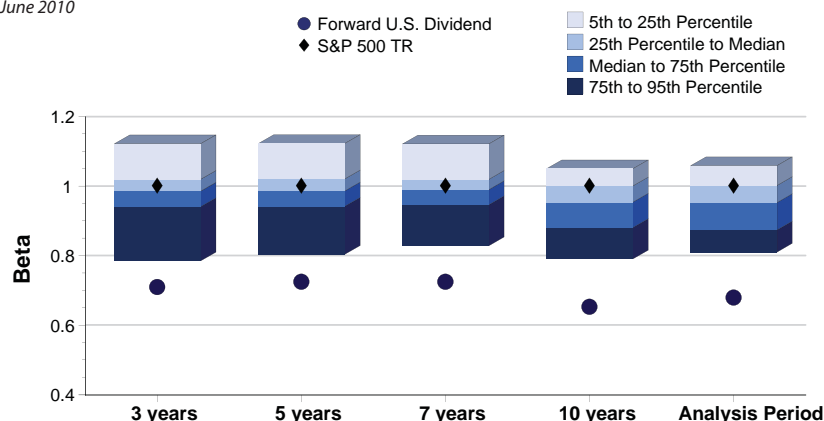 June 2010
Forward U.S. Dividend
S&P 500 TR
5th to 25th Percentile
25th Percentile to Median
Median to 75th Percentile
75th to 95th Percentile
Beta
1.2
1
0.8
0.6
0.4
3 years 5 years 7 years 10 years Analysis Period